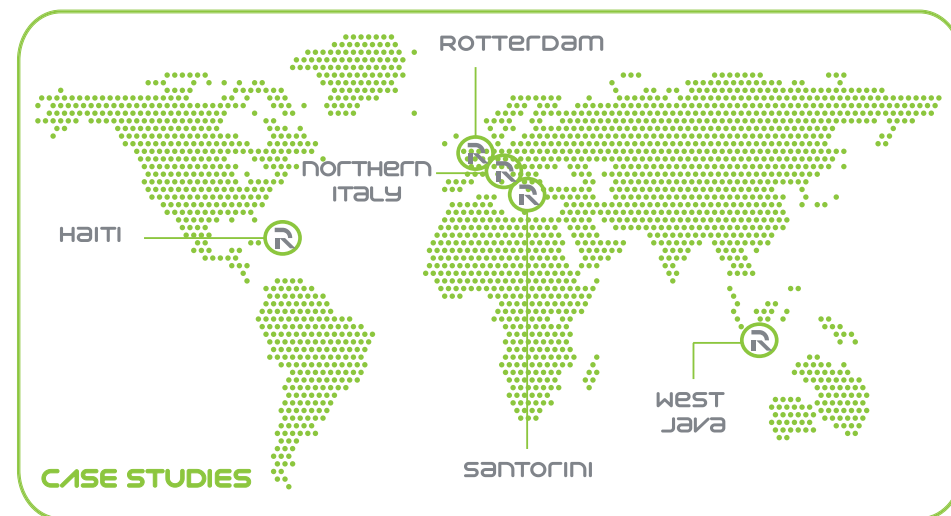 ROTTERDAM
NORTHERN
ITALY
HAITI
R
R
R
R
R
WEST
JAVA
SANTORINI
CASE STUDIES